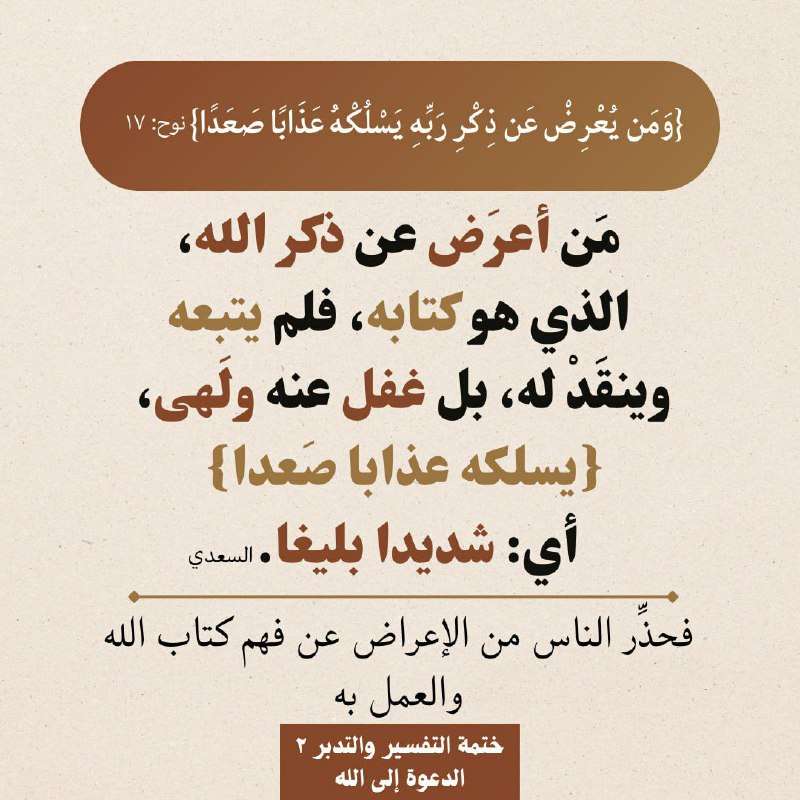 {وَمَن يُعْرِضْ عَن ذِكْرِ رَبِّهِ يَسْلُكْهُ عَذَابًا صَعَدًا} نوح: ١٧
مَن أعرَض عن ذكر الله،
الذي هو كتابه، فلم يتبعه
وينقَدْ له، بل غفل عنه ولَهى،
{يسلكه عذابا صَعدا}
أي: شديدا بليغا. السعدي
فحذِّر الناس من الإعراض عن فهم كتاب الله
والعمل به
ختمة التفسير والتدبر ٢
الدعوة إلى الله